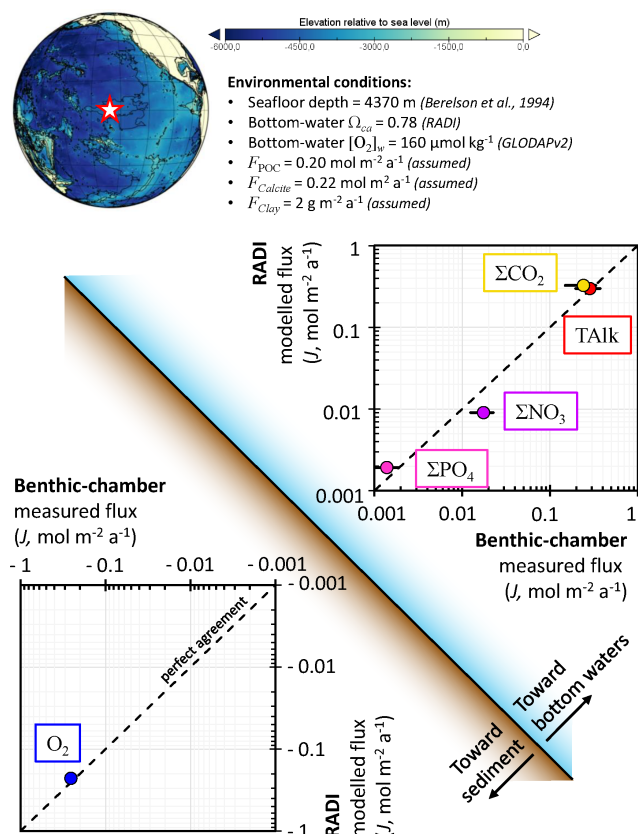 Elevation relative to sea level (m)
-6000.0 -4500.0 -3000.0 -1500.0 0.0
Environmental conditions:
• Seafloor depth = 4370 m (Berelson et al., 1994)
• Bottom-water Ωca = 0.78 (RADI)
• Bottom-water [O2]w = 160 µmol kg-1 (GLODAPv2)
• FPOC = 0.20 mol m-2 a-1 (assumed)
• FCalcite = 0.22 mol m2 a-1 (assumed)
• FClay = 2 g m-2 a-1 (assumed)
RADI
modelled flux
(J, mol m-2 a-1)
1
0.1
0.01
0.001
ΣCO2
TAlk
ΣNO3
ΣPO4
0.001 0.01 0.1 1
Benthic-chamber
measured flux
(J, mol m-2 a-1)
Benthic-chamber
measured flux
(J, mol m-2 a-1)
-1 -0.1 -0.01 -0.001
-0.001
-0.01
-0.1
-1
perfect agreement
O2
RADI
modelled flux
(J, mol m-2 a-1)
Toward
bottom waters
Toward
sediment